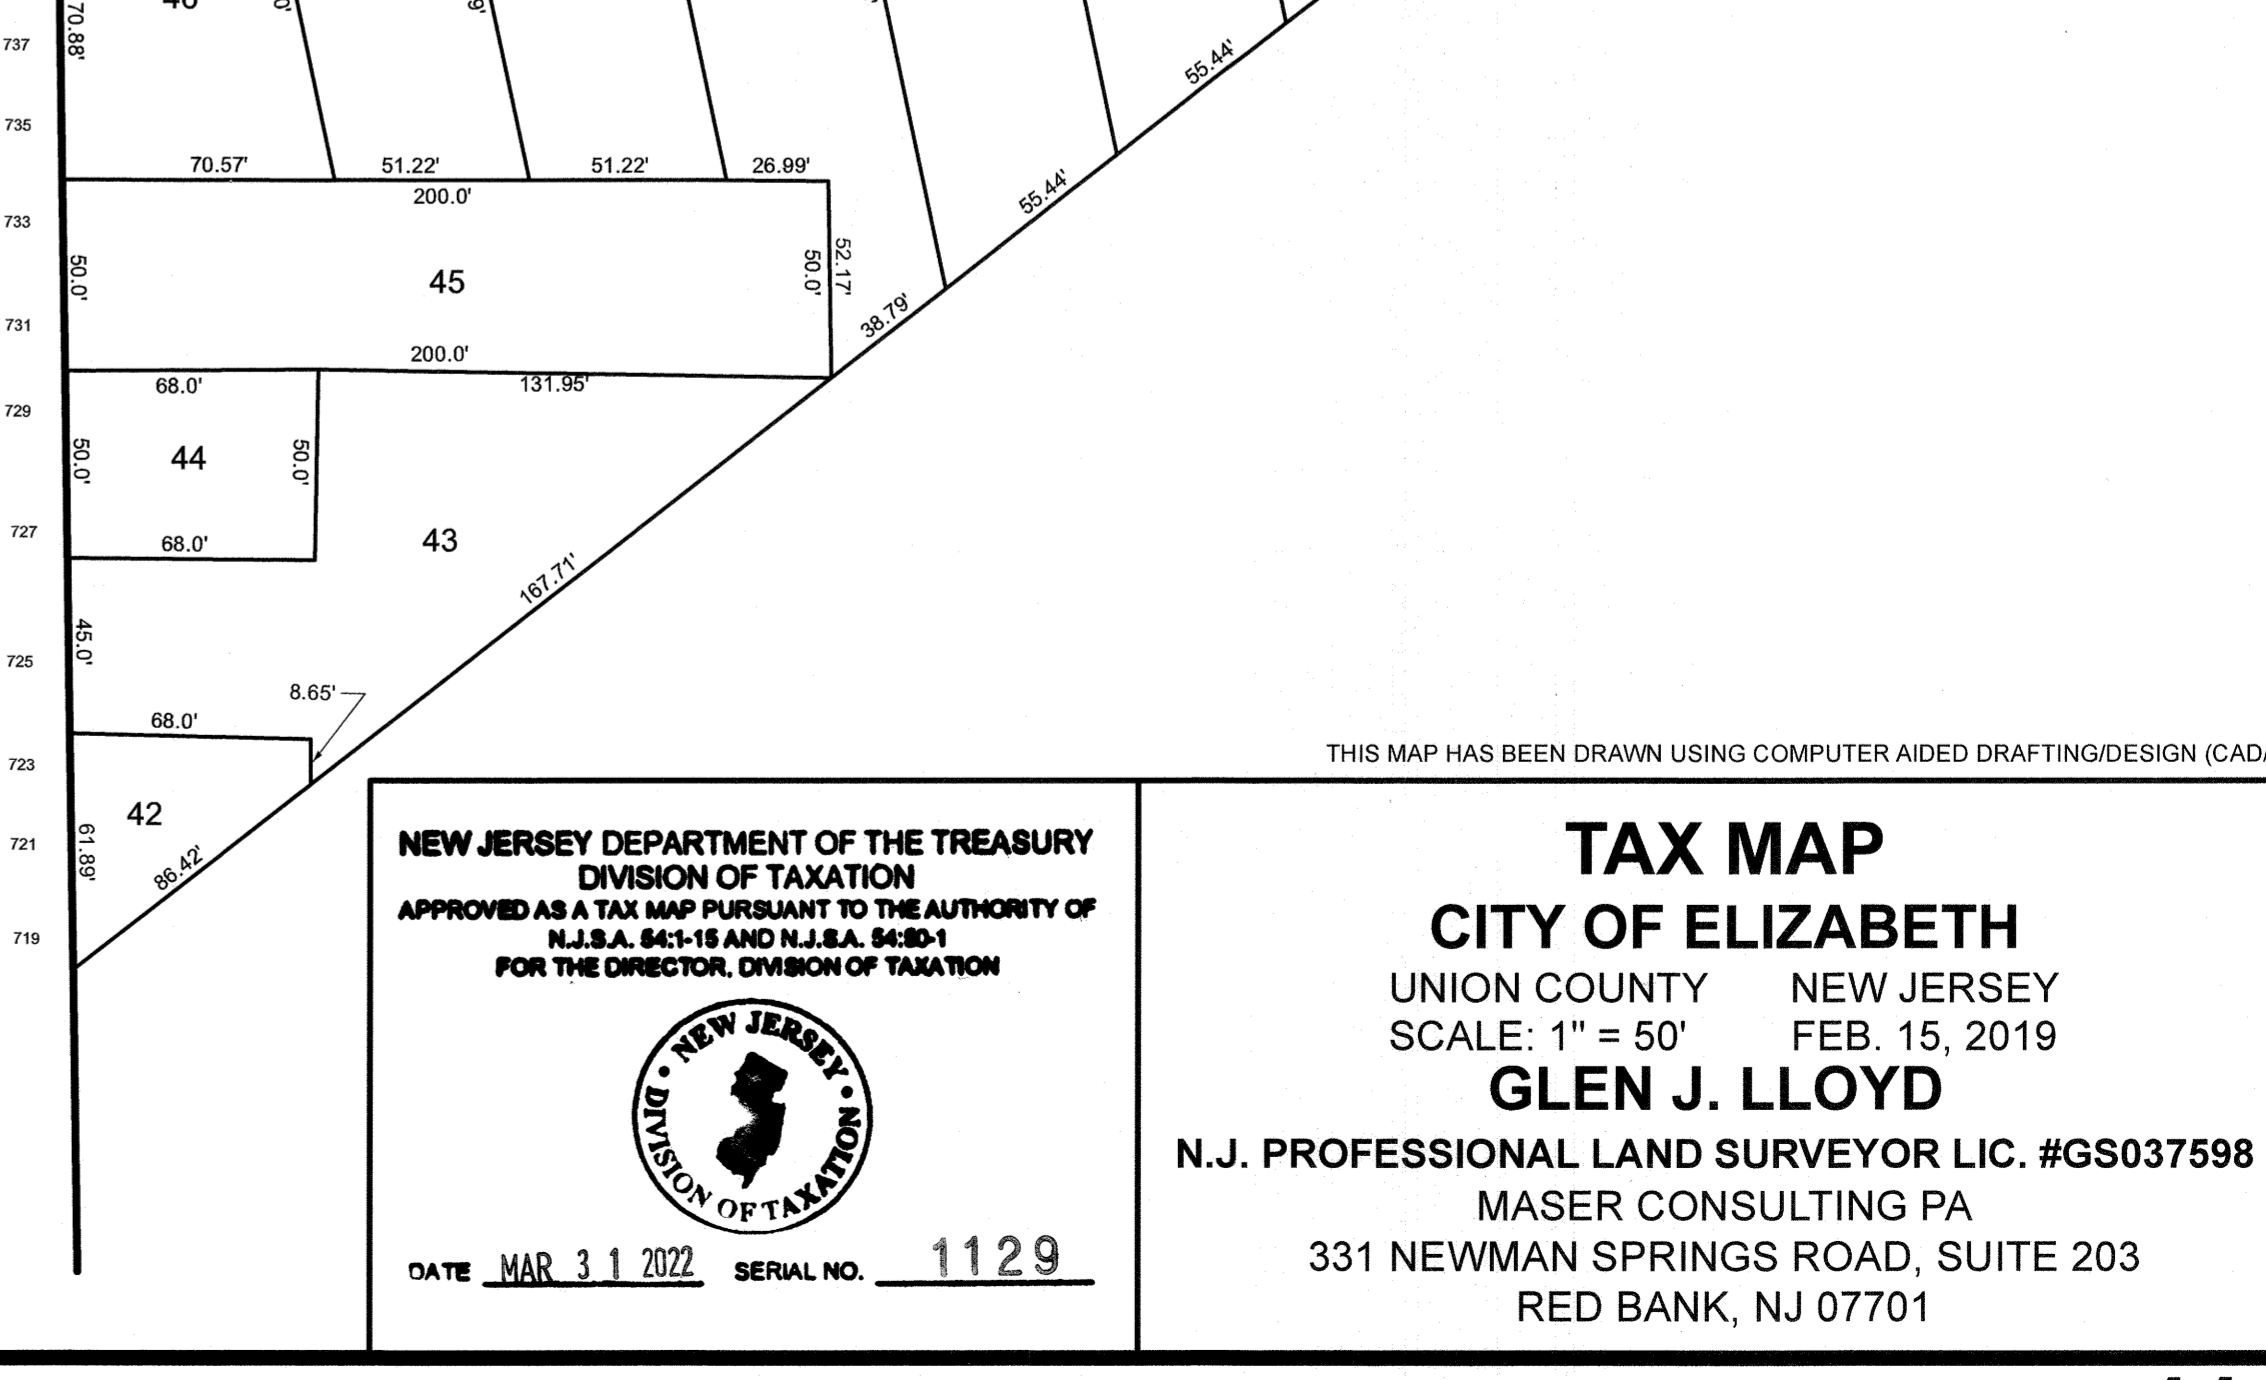 737
735
733
731
729
727
725
723
721
719
70.88'
55.44'
70.57' 51.22' 51.22' 26.99'
200.0'
55.44'
50.0'
45
50.0'
52.17'
38.79'
200.0'
68.0'
131.95'
50.0'
44
50.0'
68.0'
43
167.71'
45.0'
8.65'
68.0'
42
61.89'
86.42'
THIS MAP HAS BEEN DRAWN USING COMPUTER AIDED DRAFTING/DESIGN
NEW JERSEY DEPARTMENT OF THE TREASURY
DIVISION OF TAXATION
APPROVED AS A TAX MAP PURSUANT TO THE AUTHORITY OF
N.J.S.A. 54:1-15 AND N.J.S.A. 54:50-1
FOR THE DIRECTOR. DIVISION OF TAXATION
• NEW JERSEY •
DIVISION OF TAXATION
DATE MAR 31 2022 SERIAL NO. 1129
TAX MAP
CITY OF ELIZABETH
UNION COUNTY NEW JERSEY
SCALE: 1" = 50' FEB. 15, 2019
GLEN J. LLOYD
N.J. PROFESSIONAL LAND SURVEYOR LIC. #GS037598
MASER CONSULTING PA
331 NEWMAN SPRINGS ROAD, SUITE 203
RED BANK, NJ 07701